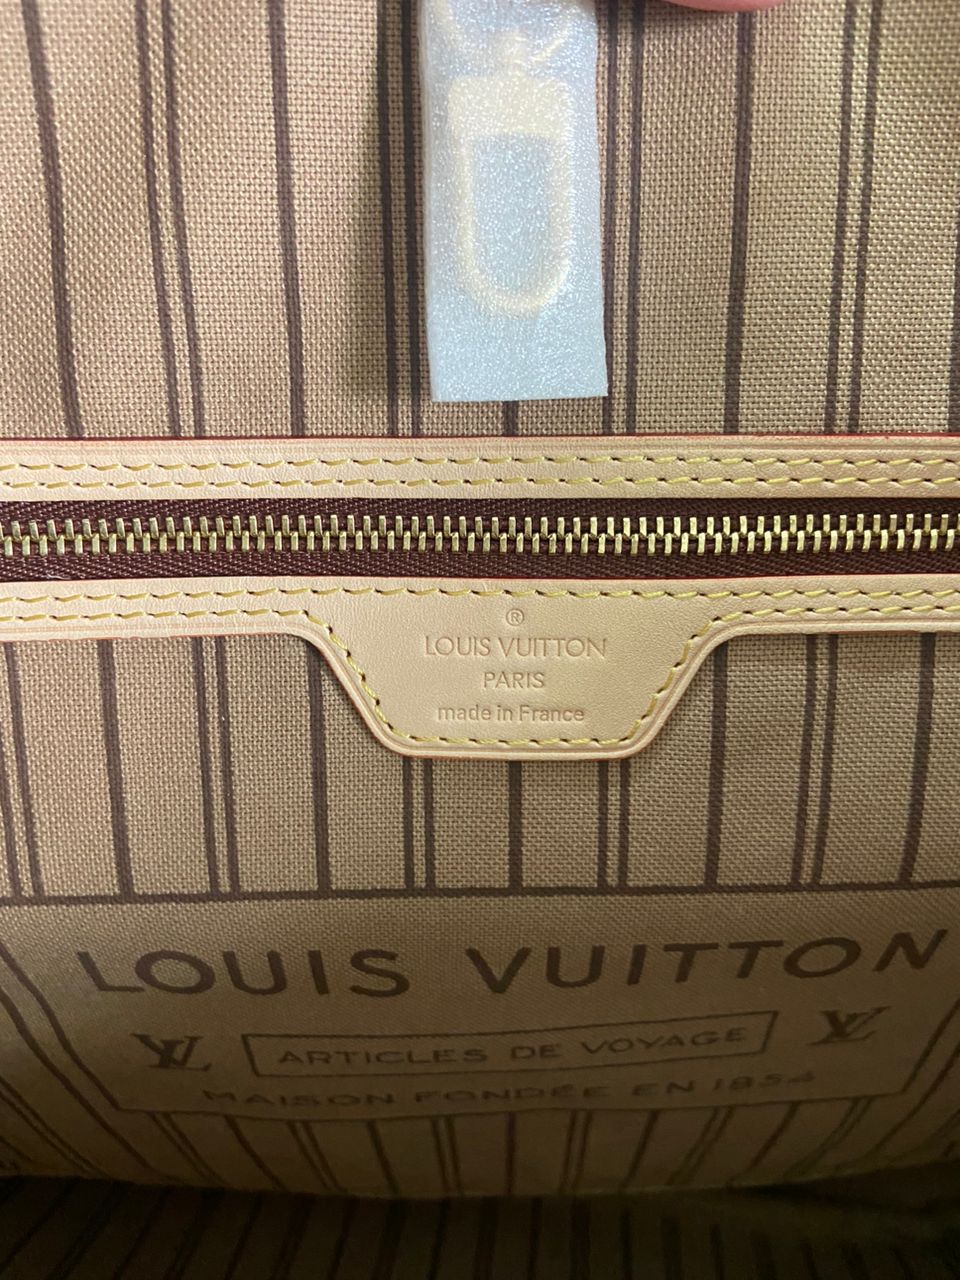 ®
LOUIS VUITTON
PARIS
made in France
LOUIS VUITTON
LV ARTICLES DE VOYAGE LV
MAISON FONDÉE EN 1854